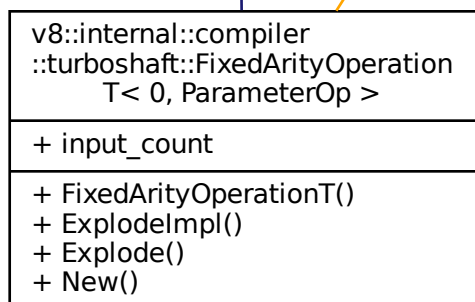 v8::internal::compiler
::turboshaft::FixedArityOperation
T< 0, ParameterOp >
+ input_count
+ FixedArityOperationT()
+ ExplodeImpl()
+ Explode()
+ New()